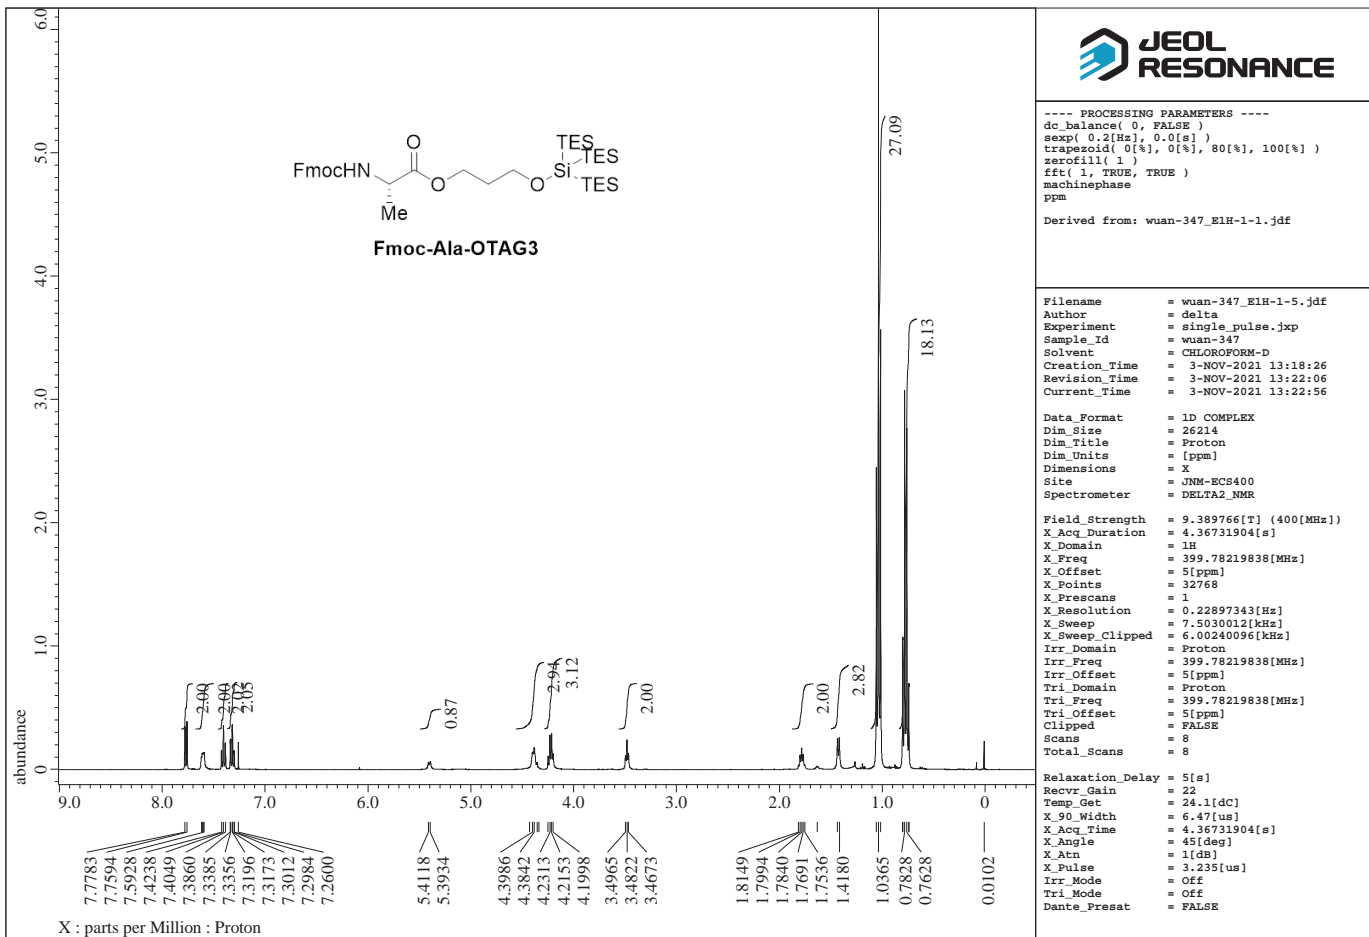 JEOL
RESONANCE
---- PROCESSING PARAMETERS ----
dc_balance( 0, FALSE )
sexp( 0.2[Hz], 0.0[s] )
trapezoid( 0[%], 0[%], 80[%], 100[%] )
zerofill( 1 )
fft( 1, TRUE, TRUE )
machinephase
ppm
Derived from: wuan-347_E1H-1-1.jdf
Filename = wuan-347_E1H-1-5.jdf
Author = delta
Experiment = single_pulse.jxp
Sample_Id = wuan-347
Solvent = CHLOROFORM-D
Creation_Time = 3-NOV-2021 13:18:26
Revision_Time = 3-NOV-2021 13:22:06
Current_Time = 3-NOV-2021 13:22:56
Data_Format = 1D COMPLEX
Dim_Size = 26214
Dim_Title = Proton
Dim_Units = [ppm]
Dimensions = X
Site = JNM-ECS400
Spectrometer = DELTA2_NMR
Field_Strength = 9.389766[T] (400[MHz])
X_Acq_Duration = 4.36731904[s]
X_Domain = 1H
X_Freq = 399.78219838[MHz]
X_Offset = 5[ppm]
X_Points = 32768
X_Prescans = 1
X_Resolution = 0.22897343[Hz]
X_Sweep = 7.5030012[kHz]
X_Sweep_Clipped = 6.00240096[kHz]
Irr_Domain = Proton
Irr_Freq = 399.78219838[MHz]
Irr_Offset = 5[ppm]
Tri_Domain = Proton
Tri_Freq = 399.78219838[MHz]
Tri_Offset = 5[ppm]
Clipped = FALSE
Scans = 8
Total_Scans = 8
Relaxation_Delay = 5[s]
Recvr_Gain = 22
Temp_Get = 24.1[dC]
X_90_Width = 6.47[us]
X_Acq_Time = 4.36731904[s]
X_Angle = 45[deg]
X_Atn = 1[dB]
X_Pulse = 3.235[us]
Irr_Mode = Off
Tri_Mode = Off
Dante_Presat = FALSE
abundance
6.0
5.0
4.0
3.0
2.0
1.0
0
O
TES
TES
FmocHN
O
O
Si
TES
Me
Fmoc-Ala-OTAG3
27.09
18.13
2.00
2.00
2.02
2.05
0.87
2.94
3.12
2.00
2.00
2.82
9.0 8.0 7.0 6.0 5.0 4.0 3.0 2.0 1.0 0
7.7783
7.7594
7.5928
7.4238
7.4049
7.3860
7.3385
7.3356
7.3196
7.3173
7.3012
7.2984
7.2600
5.4118
5.3934
4.3986
4.3842
4.2313
4.2153
4.1998
3.4965
3.4822
3.4673
1.8149
1.7994
1.7840
1.7691
1.7536
1.4180
1.0365
0.7828
0.7628
0.0102
X : parts per Million : Proton